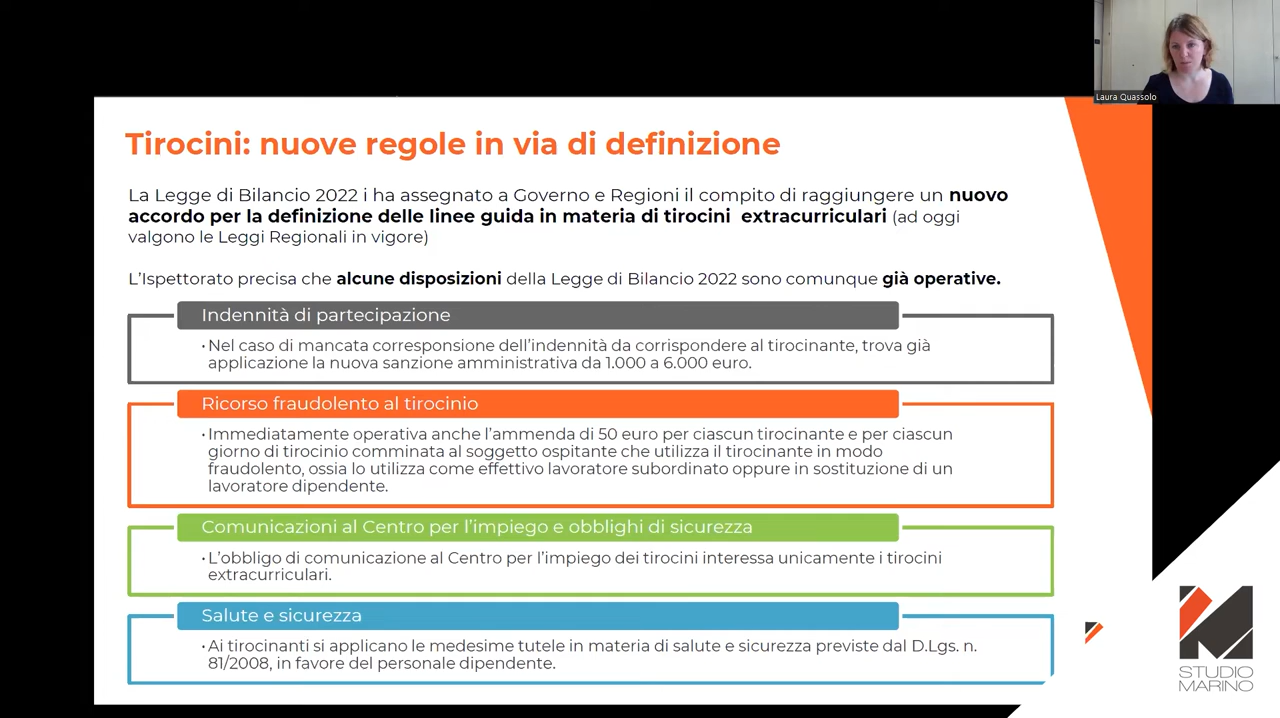 Laura Quassolo
Tirocini: nuove regole in via di definizione
La Legge di Bilancio 2022 i ha assegnato a Governo e Regioni il compito di raggiungere un nuovo
accordo per la definizione delle linee guida in materia di tirocini extracurriculari (ad oggi
valgono le Leggi Regionali in vigore)
L'Ispettorato precisa che alcune disposizioni della Legge di Bilancio 2022 sono comunque già operative.
Indennità di partecipazione
•Nel caso di mancata corresponsione dell'indennità da corrispondere al tirocinante, trova già
applicazione la nuova sanzione amministrativa da 1.000 a 6.000 euro.
Ricorso fraudolento al tirocinio
•Immediatamente operativa anche l'ammenda di 50 euro per ciascun tirocinante e per ciascun
giorno di tirocinio comminata al soggetto ospitante che utilizza il tirocinante in modo
fraudolento, ossia lo utilizza come effettivo lavoratore subordinato oppure in sostituzione di un
lavoratore dipendente.
Comunicazioni al Centro per l'impiego e obblighi di sicurezza
•L'obbligo di comunicazione al Centro per l'impiego dei tirocini interessa unicamente i tirocini
extracurriculari.
Salute e sicurezza
•Ai tirocinanti si applicano le medesime tutele in materia di salute e sicurezza previste dal D.Lgs. n.
81/2008, in favore del personale dipendente.
STUDIO
MARINO